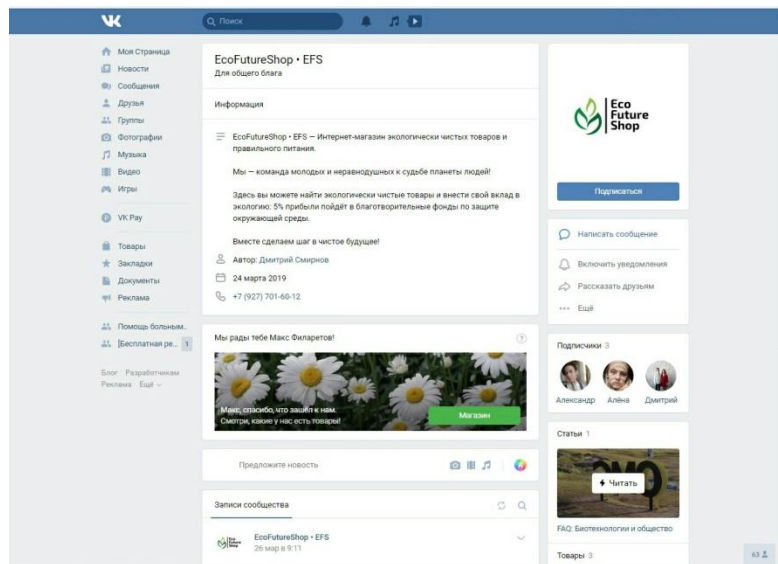 Поиск
Моя Страница
Новости
Сообщения
Друзья
Группы
Фотографии
Музыка
Видео
Игры
VK Pay
Товары
Закладки
Документы
Реклама
Помощь больным..
[Бесплатная ре.. 1
Блог Разработчикам
Реклама Ещё
EcoFutureShop • EFS
Для общего блага
Информация
EcoFutureShop • EFS — Интернет-магазин экологически чистых товаров и
правильного питания.
Мы — команда молодых и неравнодушных к судьбе планеты людей!
Здесь вы можете найти экологически чистые товары и внести свой вклад в
экологию: 5% прибыли пойдёт в благотворительные фонды по защите
окружающей среды.
Вместе сделаем шаг в чистое будущее!
Автор: Дмитрий Смирнов
24 марта 2019
+7 (927) 701-60-12
Мы рады тебе Макс Филаретов!
Макс, спасибо, что зашёл к нам.
Смотри, какие у нас есть товары!
Магазин
Предложите новость
Записи сообщества
Eco
Future
Shop
EcoFutureShop • EFS
26 мар в 9:11
Eco
Future
Shop
Подписаться
Написать сообщение
Включить уведомления
Рассказать друзьям
Ещё
Подписчики 3
Александр Алёна Дмитрий
Статьи 1
Читать
FAQ: Биотехнологии и общество
Товары 3
63